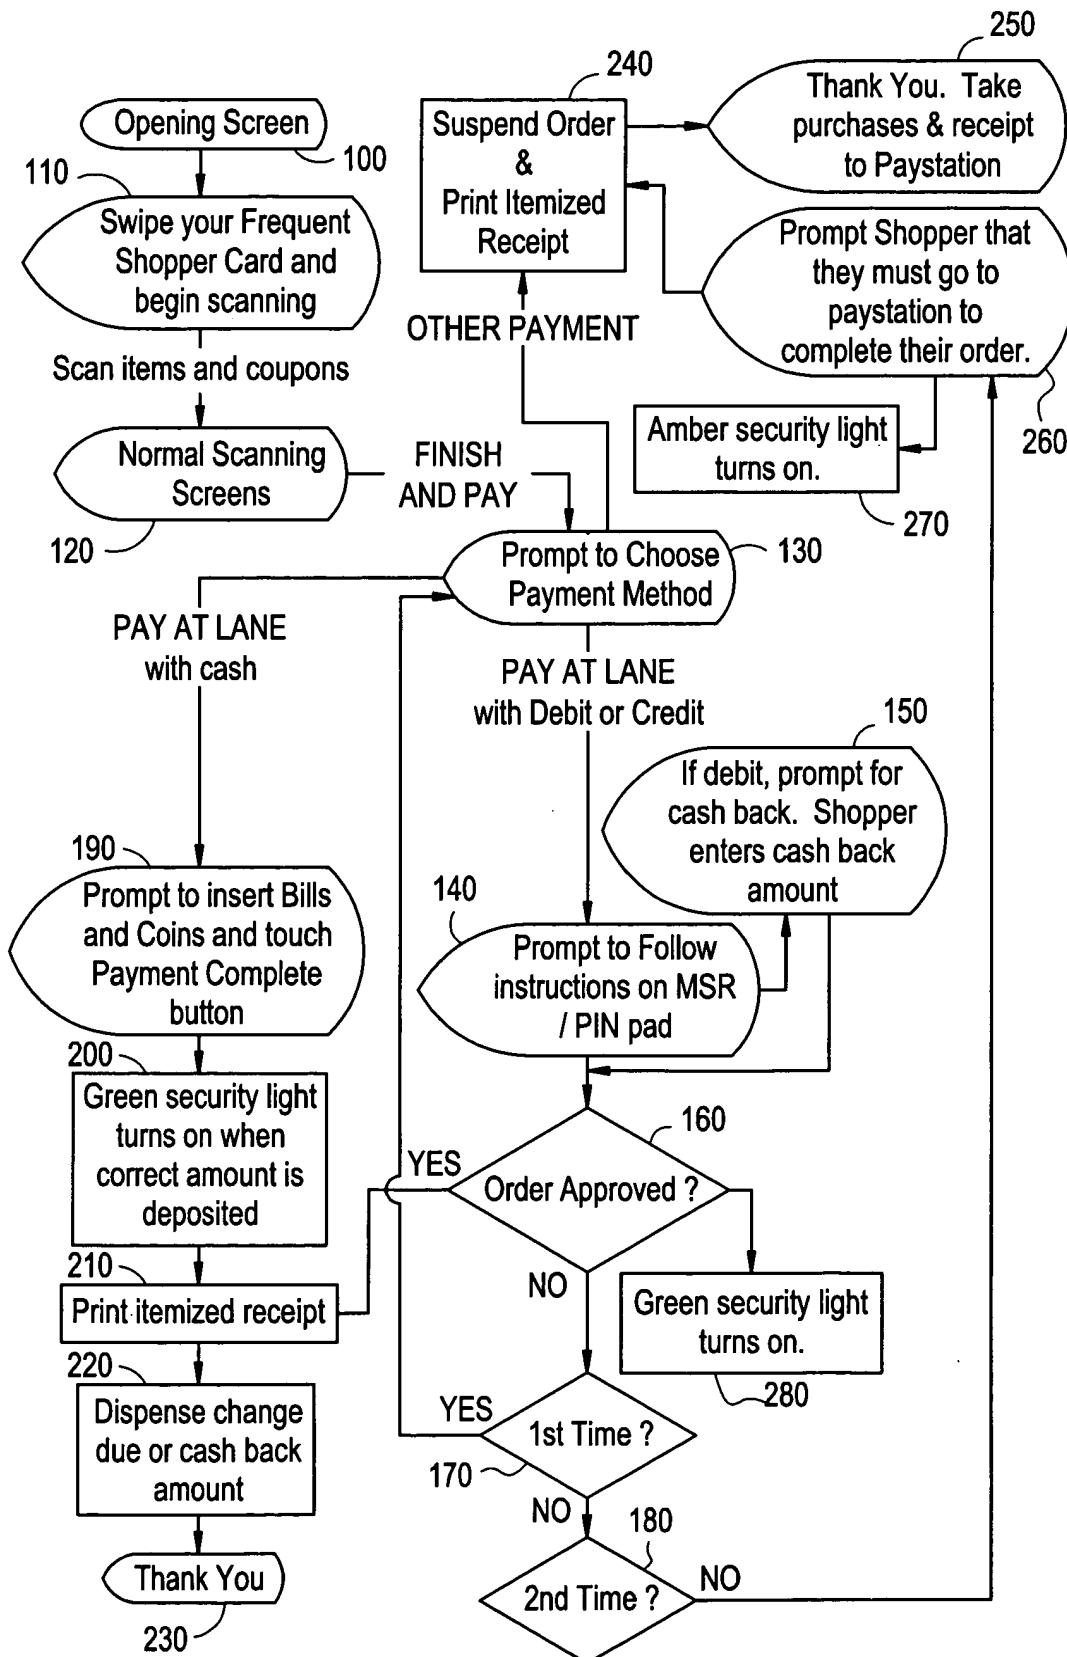 250
240
Thank You.  Take
purchases & receipt
to Paystation
Suspend Order
&
Print Itemized
Receipt
Opening Screen
100
110
Swipe your Frequent
Shopper Card and
begin scanning
Prompt Shopper that
they must go to
paystation to
complete their order.
260
OTHER PAYMENT
Scan items and coupons
Amber security light
turns on.
270
Normal Scanning
Screens
120
FINISH
AND PAY
Prompt to Choose
Payment Method
130
PAY AT LANE
with cash
PAY AT LANE
with Debit or Credit
150
If debit, prompt for
cash back.  Shopper
enters cash back
amount
190
Prompt to insert Bills
and Coins and touch
Payment Complete
button
140
Prompt to Follow
instructions on MSR
/ PIN pad
200
Green security light
turns on when
correct amount is
deposited
160
YES
Order Approved ?
NO
210
Print itemized receipt
Green security light
turns on.
280
220
Dispense change
due or cash back
amount
YES
1st Time ?
170
NO
180
2nd Time ?
NO
Thank You
230